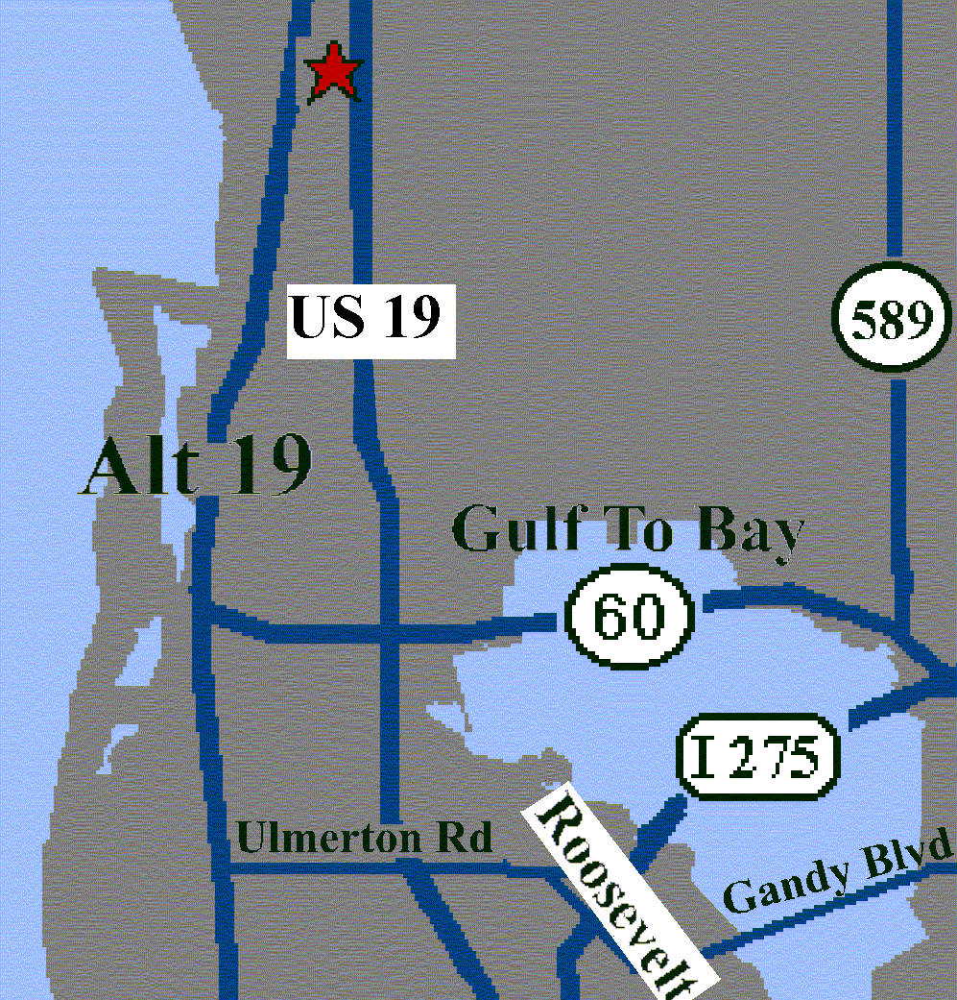 US 19
589
Alt 19
Gulf To Bay
60
I 275
Ulmerton Rd
Roosevelt
Gandy Blvd